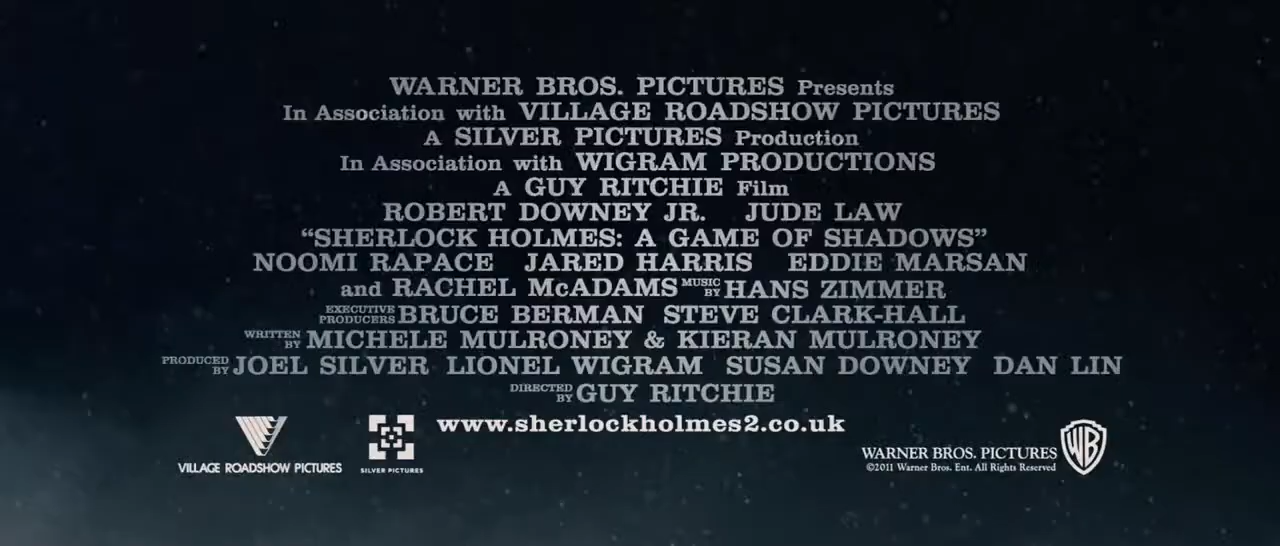 WARNER BROS. PICTURES Presents
In Association with VILLAGE ROADSHOW PICTURES
A SILVER PICTURES Production
In Association with WIGRAM PRODUCTIONS
A GUY RITCHIE Film
ROBERT DOWNEY JR. JUDE LAW
“SHERLOCK HOLMES: A GAME OF SHADOWS”
NOOMI RAPACE JARED HARRIS EDDIE MARSAN
and RACHEL McADAMS MUSIC BY HANS ZIMMER
EXECUTIVE PRODUCERS BRUCE BERMAN STEVE CLARK-HALL
WRITTEN BY MICHELE MULRONEY & KIERAN MULRONEY
PRODUCED BY JOEL SILVER LIONEL WIGRAM SUSAN DOWNEY DAN LIN
DIRECTED BY GUY RITCHIE
www.sherlockholmes2.co.uk
VILLAGE ROADSHOW PICTURES
SILVER PICTURES
WARNER BROS. PICTURES
©2011 Warner Bros. Ent. All Rights Reserved
WB